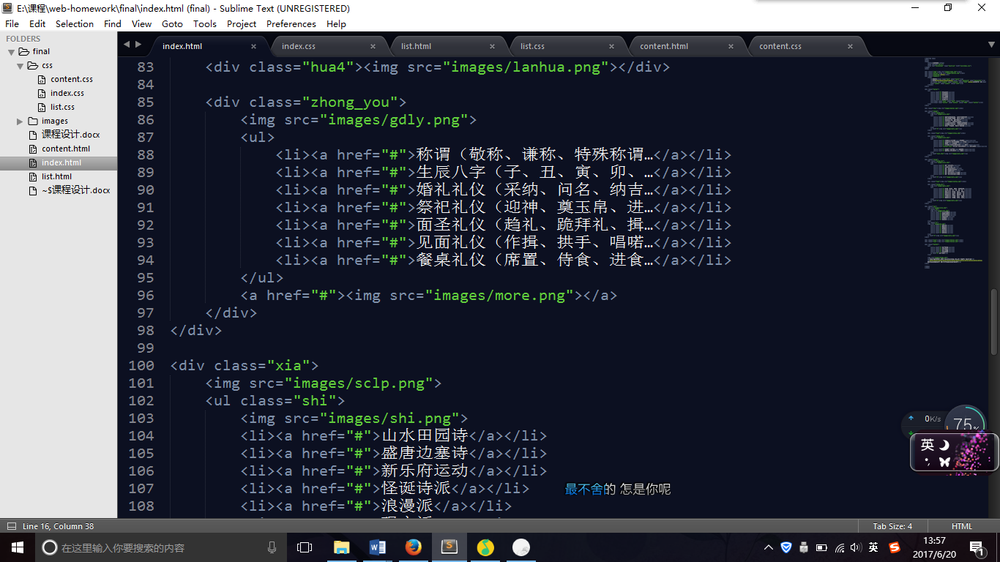 E:\课程\web-homework\final\index.html (final) - Sublime Text (UNREGISTERED)
File Edit Selection Find View Goto Tools Project Preferences Help
FOLDERS
final
css
content.css
index.css
list.css
images
课程设计.docx
content.html
index.html
list.html
~$课程设计.docx
index.html × index.css × list.html × list.css × content.html × content.css ×
83 <div class="hua4"><img src="images/lanhua.png"></div>
84
85 <div class="zhong_you">
86 <img src="images/gdly.png">
87 <ul>
88 <li><a href="#">称谓（敬称、谦称、特殊称谓…</a></li>
89 <li><a href="#">生辰八字（子、丑、寅、卯、…</a></li>
90 <li><a href="#">婚礼礼仪（采纳、问名、纳吉…</a></li>
91 <li><a href="#">祭祀礼仪（迎神、奠玉帛、进…</a></li>
92 <li><a href="#">面圣礼仪（趋礼、跪拜礼、揖…</a></li>
93 <li><a href="#">见面礼仪（作揖、拱手、唱喏…</a></li>
94 <li><a href="#">餐桌礼仪（席置、侍食、进食…</a></li>
95 </ul>
96 <a href="#"><img src="images/more.png"></a>
97 </div>
98 </div>
99
100 <div class="xia">
101 <img src="images/sclp.png">
102 <ul class="shi">
103 <img src="images/shi.png">
104 <li><a href="#">山水田园诗</a></li>
105 <li><a href="#">盛唐边塞诗</a></li>
106 <li><a href="#">新乐府运动</a></li>
107 <li><a href="#">怪诞诗派</a></li>
108 <li><a href="#">浪漫派</a></li>
最不舍的 怎是你呢
0K/s
75%
英
Line 16, Column 38
Tab Size: 4
HTML
在这里输入你要搜索的内容
英
13:57
2017/6/20
1